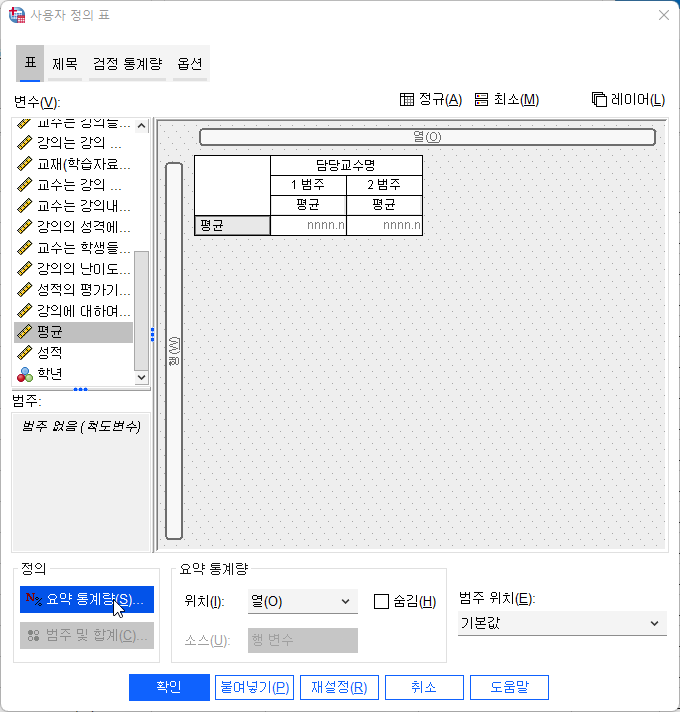 사용자 정의 표
표 제목 검정 통계량 옵션
변수(V):
정규(A) 최소(M) 레이어(L)
교수는 강의를...
강의는 강의 ...
교재(학습자료...
교수는 강의 ...
교수는 강의내...
강의의 성격에...
교수는 학생들...
강의의 난이도...
성적의 평가기...
강의에 대하여...
평균
성적
학년
범주:
범주 없음 (척도변수)
열(O)
행(W)
담당교수명
1 범주 2 범주
평균 평균
평균 nnnn.n nnnn.n
정의
N% 요약 통계량(S)...
범주 및 합계(C)...
요약 통계량
위치(I): 열(O) 숨김(H)
소스(U): 행 변수
범주 위치(E):
기본값
확인 붙여넣기(P) 재설정(R) 취소 도움말